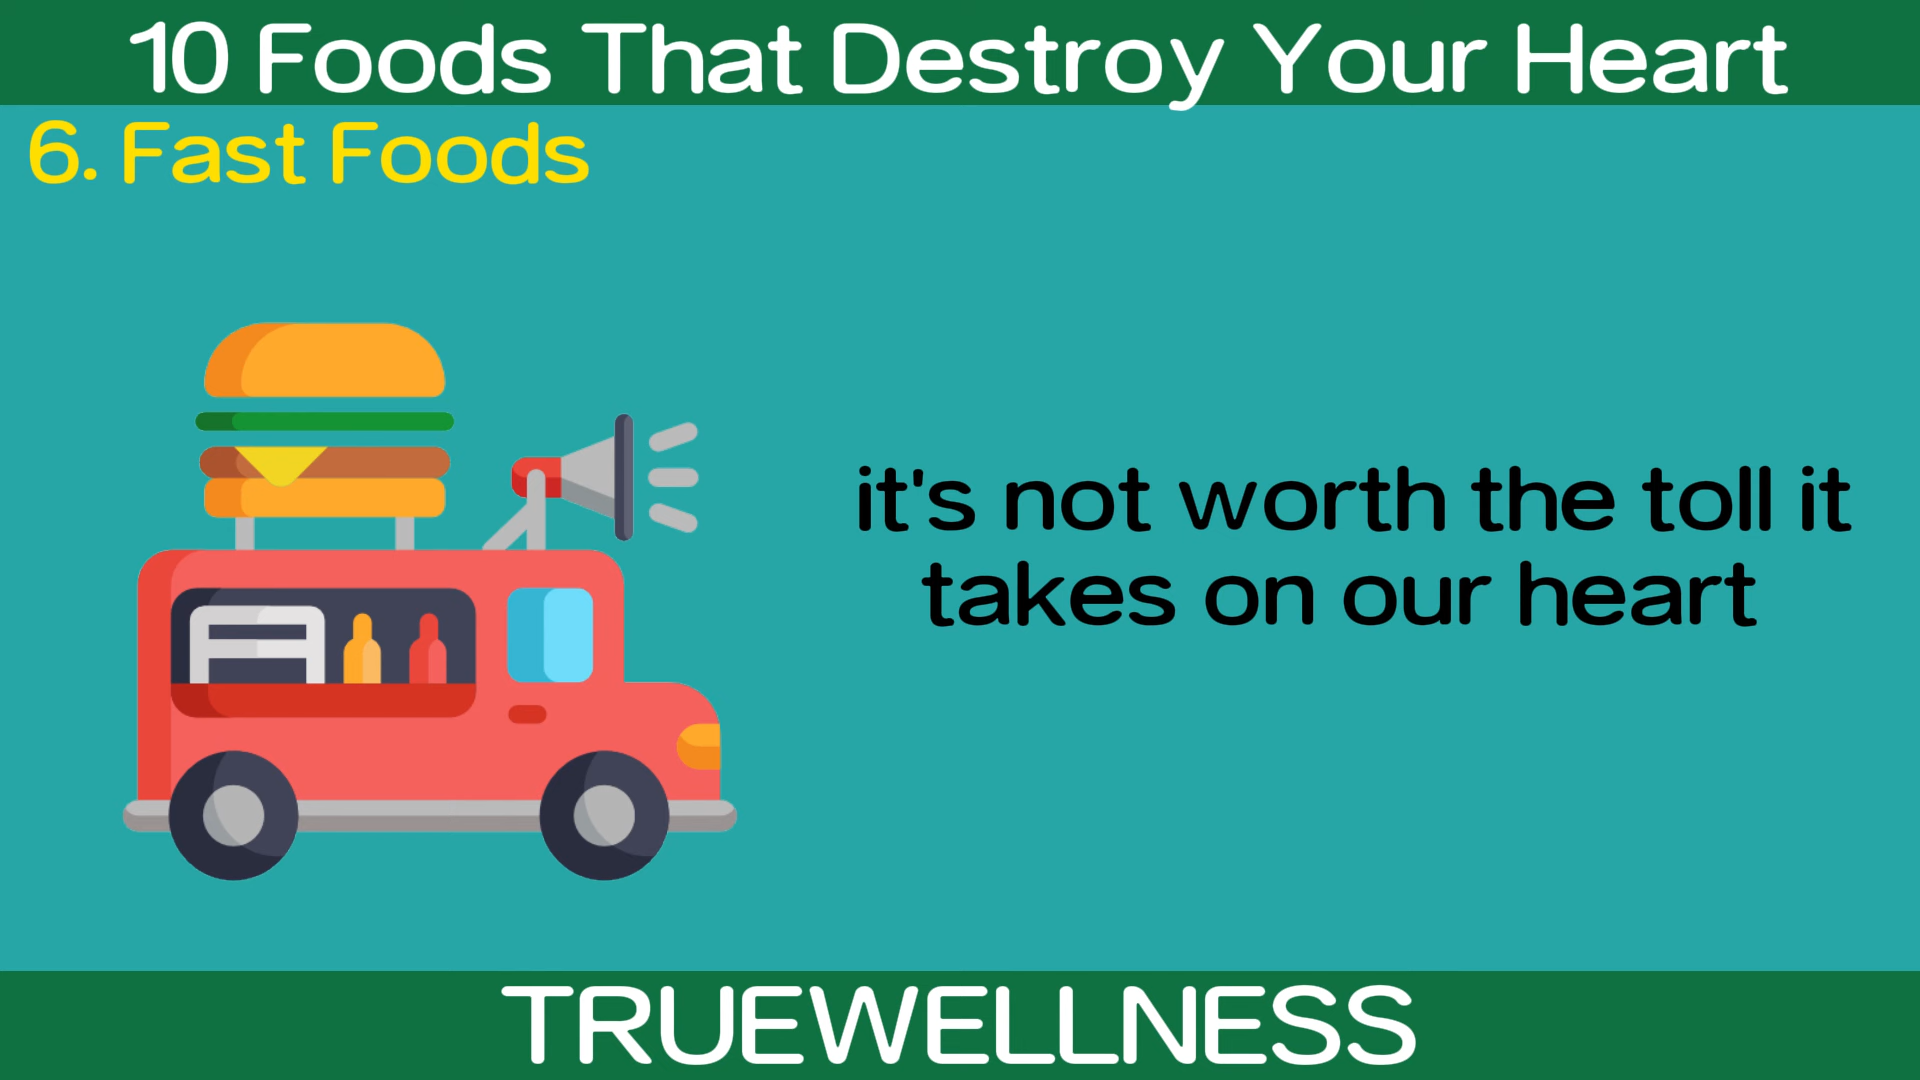 10 Foods That Destroy Your Heart
6. Fast Foods
it's not worth the toll it
takes on our heart
TRUEWELLNESS